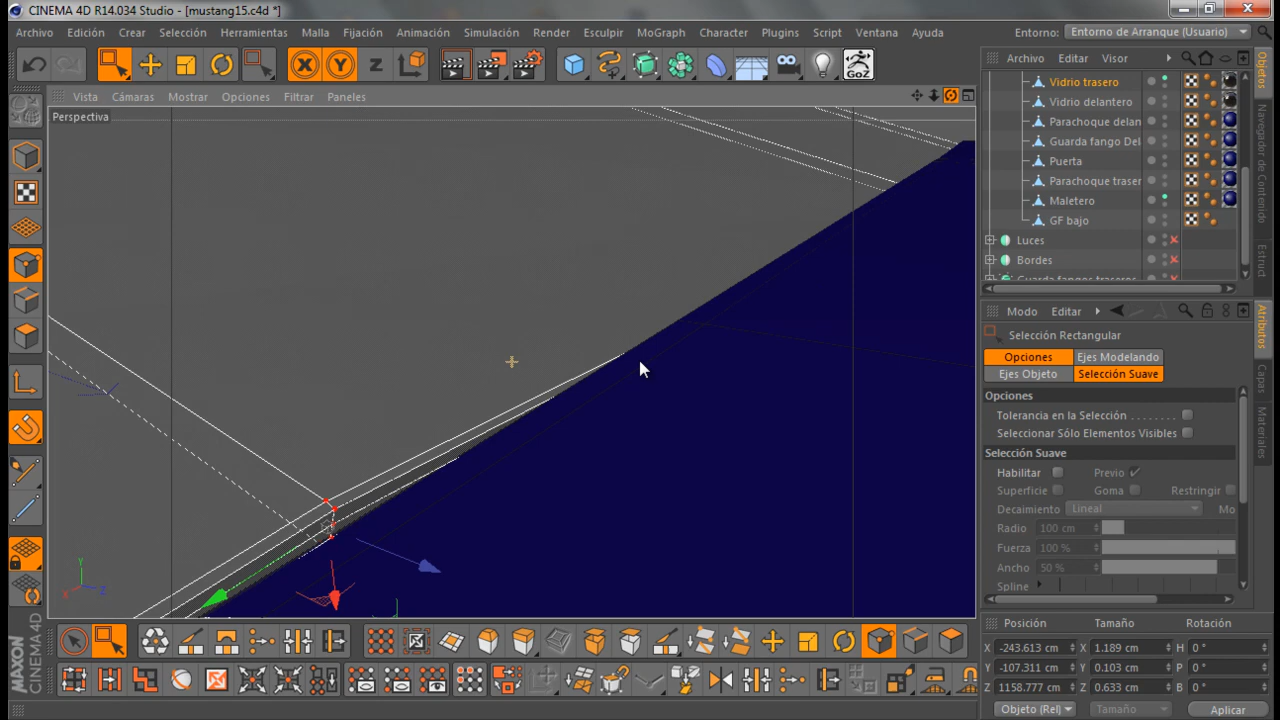 CINEMA 4D R14.034 Studio - [mustang15.c4d *]
Archivo Edición Crear Selección Herramientas Malla Fijación Animación Simulación Render Esculpir MoGraph Character Plugins Script Ventana Ayuda Entorno: Entorno de Arranque (Usuario)
X Y Z GoZ
Archivo Editar Visor
Vista Cámaras Mostrar Opciones Filtrar Paneles
Perspectiva
Vidrio trasero
Vidrio delantero
Parachoque delan
Guarda fango Del
Puerta
Parachoque traser
Maletero
GF bajo
Luces
Bordes
Objetos
Navegador de Contenido
Estruct
Modo Editar
Selección Rectangular
Opciones Ejes Modelando
Ejes Objeto Selección Suave
Opciones
Tolerancia en la Selección
Seleccionar Sólo Elementos Visibles
Selección Suave
Habilitar Previo
Superficie Goma Restringir
Decaimiento Lineal Mo
Radio 100 cm
Fuerza 100 %
Ancho 50 %
Spline
Atributos
Capas
Materiales
Posición Tamaño Rotación
X -243.613 cm X 1.189 cm H 0 °
Y -107.311 cm Y 0.103 cm P 0 °
Z 1158.777 cm Z 0.633 cm B 0 °
Objeto (Rel) Tamaño Aplicar
Y
X Z
MAXON
CINEMA 4D